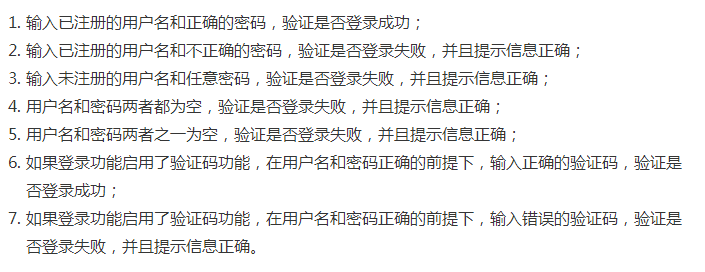 1. 输入已注册的用户名和正确的密码，验证是否登录成功；
2. 输入已注册的用户名和不正确的密码，验证是否登录失败，并且提示信息正确；
3. 输入未注册的用户名和任意密码，验证是否登录失败，并且提示信息正确；
4. 用户名和密码两者都为空，验证是否登录失败，并且提示信息正确；
5. 用户名和密码两者之一为空，验证是否登录失败，并且提示信息正确；
6. 如果登录功能启用了验证码功能，在用户名和密码正确的前提下，输入正确的验证码，验证是
否登录成功；
7. 如果登录功能启用了验证码功能，在用户名和密码正确的前提下，输入错误的验证码，验证是
否登录失败，并且提示信息正确。